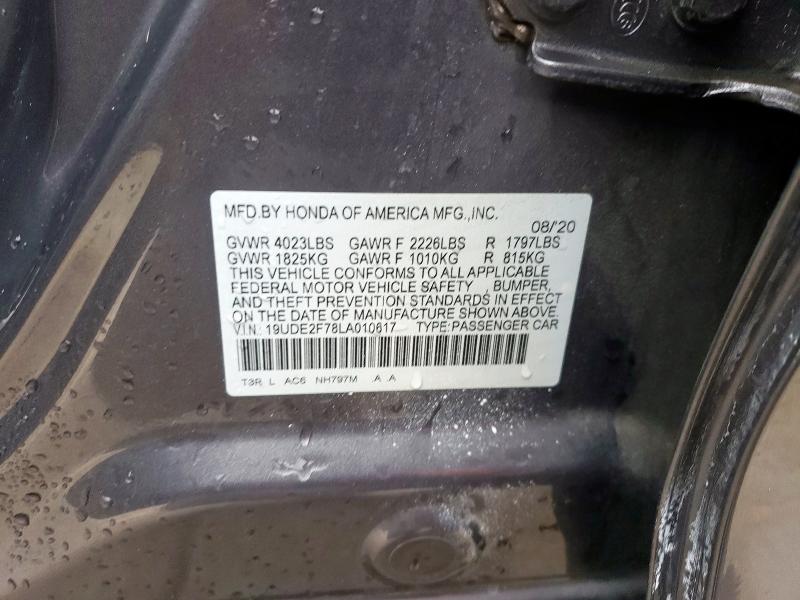 MFD.BY HONDA OF AMERICA MFG.,INC.
08/'20
GVWR 4023LBS GAWR F 2226LBS R 1797LBS
GVWR 1825KG GAWR F 1010KG R 815KG
THIS VEHICLE CONFORMS TO ALL APPLICABLE
FEDERAL MOTOR VEHICLE SAFETY , BUMPER,
AND THEFT PREVENTION STANDARDS IN EFFECT
ON THE DATE OF MANUFACTURE SHOWN ABOVE.
V.I.N.: 19UDE2F78LA010617 TYPE:PASSENGER CAR
T3R L AC6 NH797M .A A